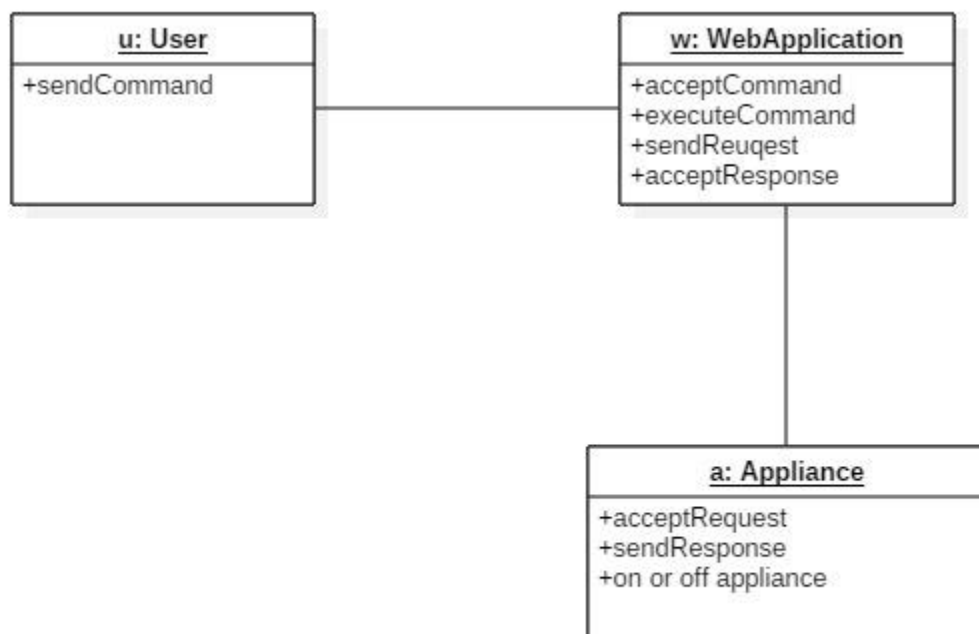 u: User
+sendCommand
w: WebApplication
+acceptCommand
+executeCommand
+sendReuqest
+acceptResponse
a: Appliance
+acceptRequest
+sendResponse
+on or off appliance